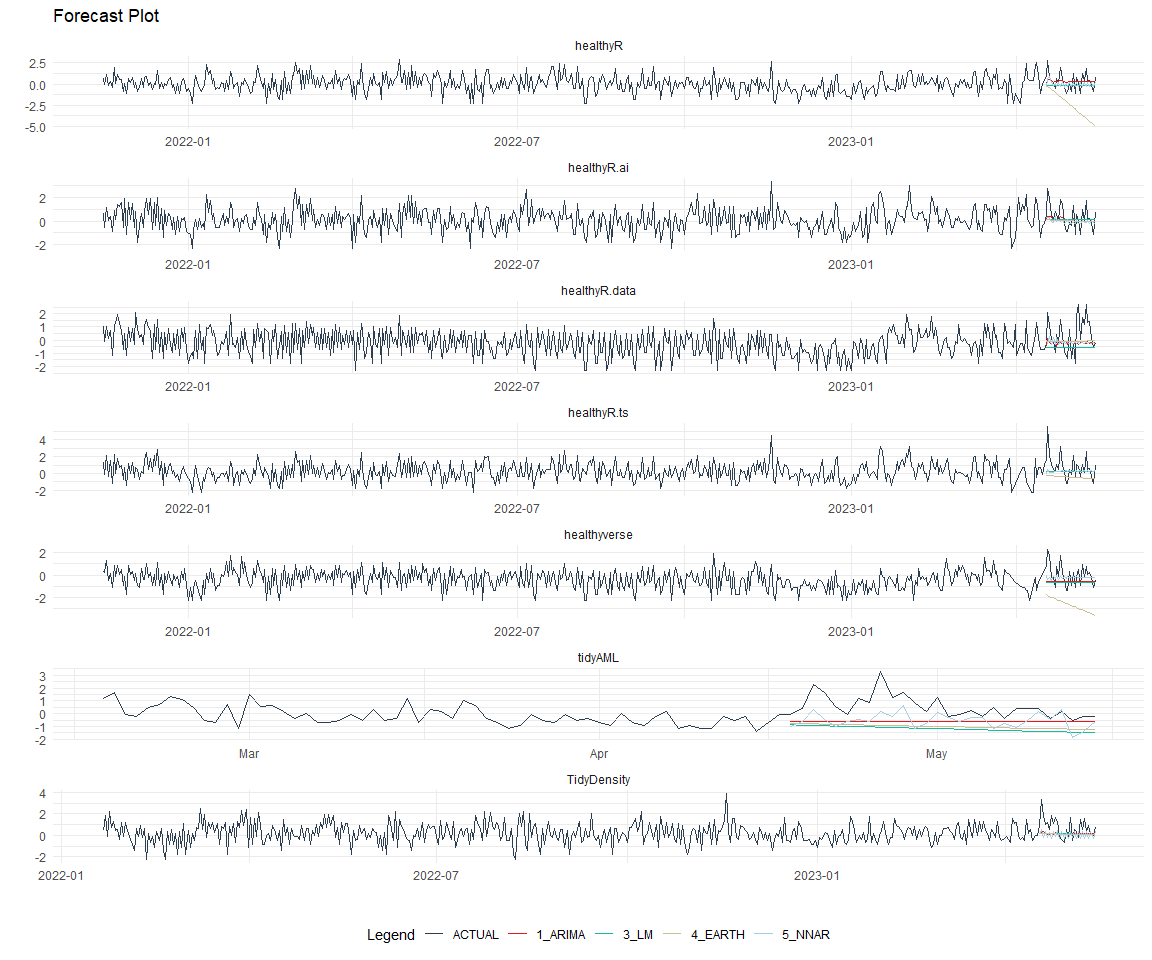 Forecast Plot
healthyR
2.5
0.0
-2.5
-5.0
2022-01 2022-07 2023-01
healthyR.ai
2
0
-2
2022-01 2022-07 2023-01
healthyR.data
2
1
0
-1
-2
2022-01 2022-07 2023-01
healthyR.ts
4
2
0
-2
2022-01 2022-07 2023-01
healthyverse
2
0
-2
2022-01 2022-07 2023-01
tidyAML
3
2
1
0
-1
-2
Mar Apr May
TidyDensity
4
2
0
-2
2022-01 2022-07 2023-01
Legend ACTUAL 1_ARIMA 3_LM 4_EARTH 5_NNAR